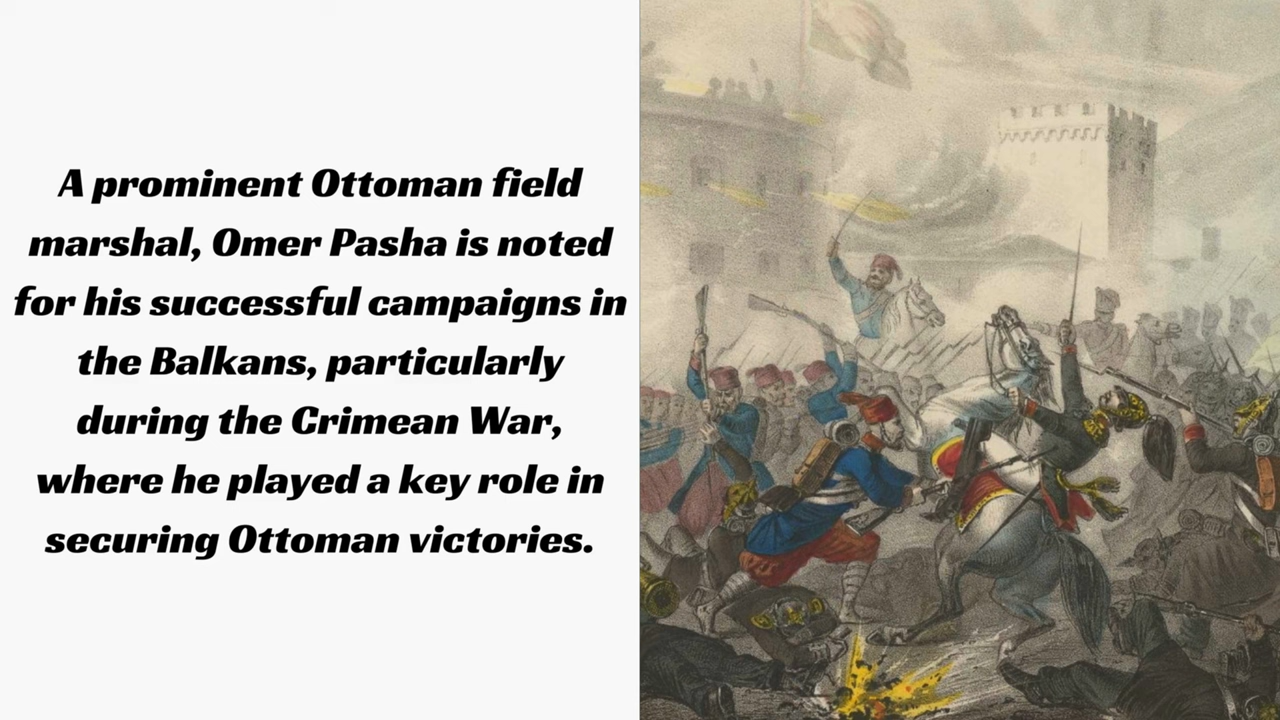 A prominent Ottoman field
marshal, Omer Pasha is noted
for his successful campaigns in
the Balkans, particularly
during the Crimean War,
where he played a key role in
securing Ottoman victories.